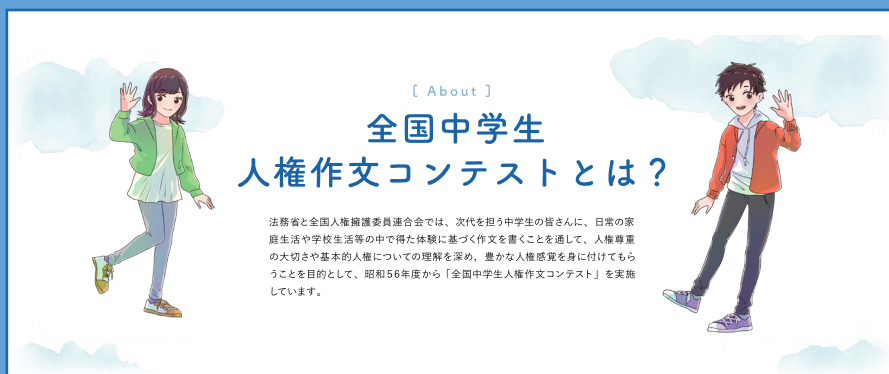 [ About ]
全国中学生
人権作文コンテストとは？
法務省と全国人権擁護委員連合会では、次代を担う中学生の皆さんに、日常の家
庭生活や学校生活等の中で得た体験に基づく作文を書くことを通して、人権尊重
の大切さや基本的人権についての理解を深め，豊かな人権感覚を身に付けてもら
うことを目的として、昭和56年度から「全国中学生人権作文コンテスト」を実施
しています。